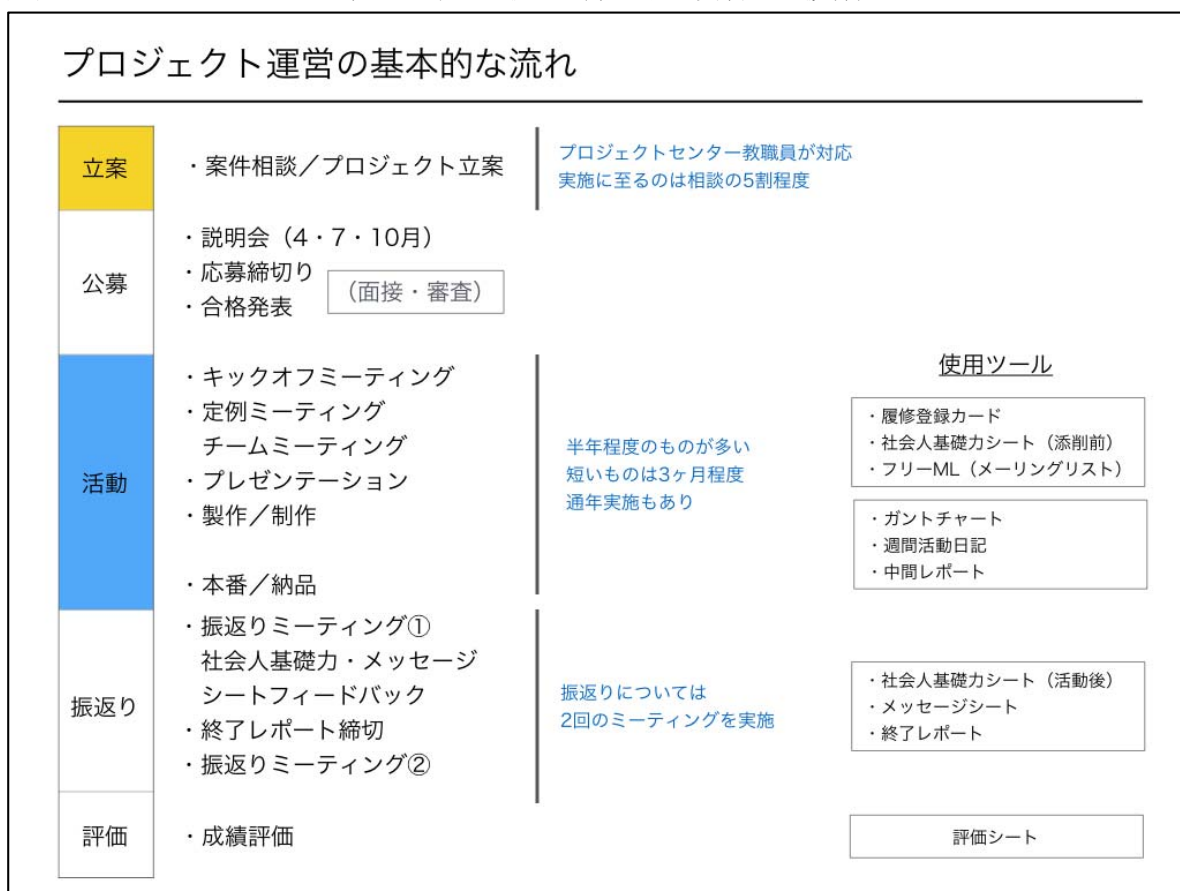 プロジェクト運営の基本的な流れ
立案
・案件相談／プロジェクト立案
プロジェクトセンター教職員が対応
実施に至るのは相談の5割程度
公募
・説明会（4・7・10月）
・応募締切り
・合格発表
（面接・審査）
活動
・キックオフミーティング
・定例ミーティング
チームミーティング
・プレゼンテーション
・製作／制作
・本番／納品
半年程度のものが多い
短いものは3ヶ月程度
通年実施もあり
使用ツール
・履修登録カード
・社会人基礎力シート（添削前）
・フリーML（メーリングリスト）
・ガントチャート
・週間活動日記
・中間レポート
振返り
・振返りミーティング①
社会人基礎力・メッセージ
シートフィードバック
・終了レポート締切
・振返りミーティング②
振返りについては
2回のミーティングを実施
・社会人基礎力シート（活動後）
・メッセージシート
・終了レポート
評価
・成績評価
評価シート